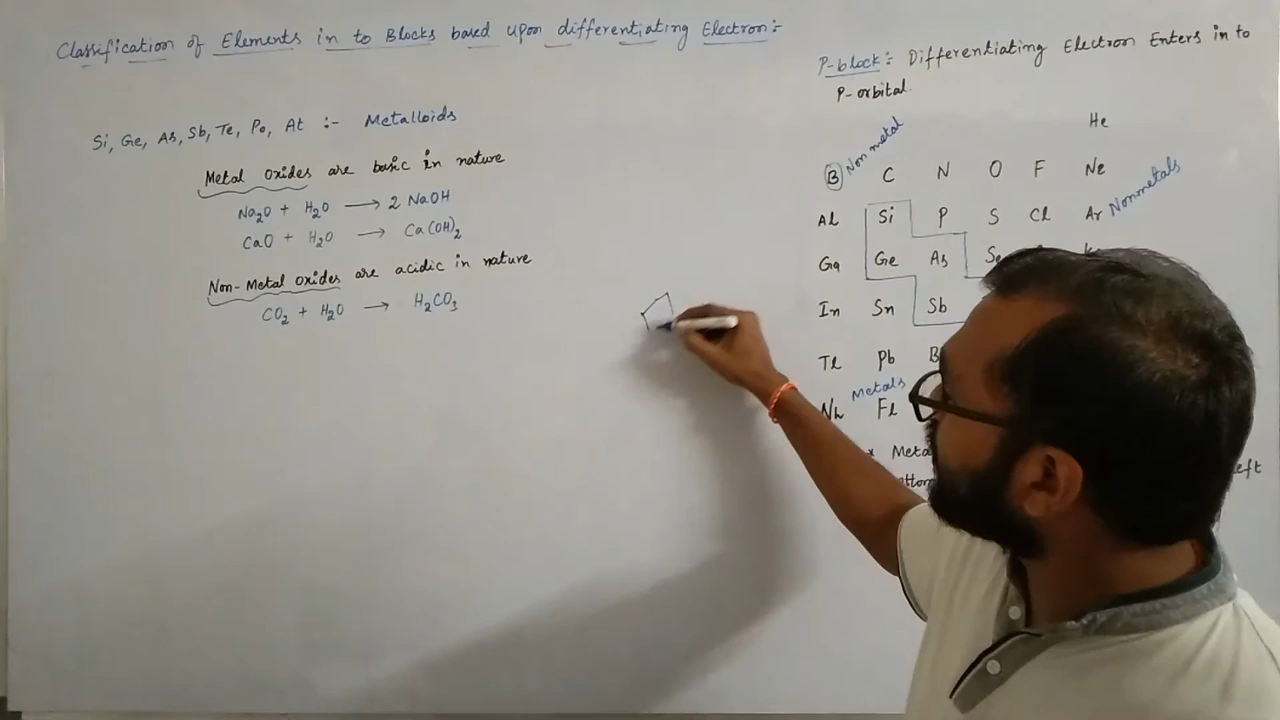 Classification of Elements in to Blocks based upon differentiating Electron:-
Si, Ge, As, Sb, Te, Po, At :- Metalloids
Metal oxides are basic in nature
Na2O + H2O → 2 NaOH
CaO + H2O → Ca(OH)2
Non-Metal oxides are acidic in nature
CO2 + H2O → H2CO3
P-block: Differentiating Electron Enters in to
P-orbital.
He
B Non metal C N O F Ne
Al Si P S Cl Ar Nonmetals
Ga Ge As Se
In Sn Sb
Tl Pb
Metals
Nh Fl
* Meta
eft